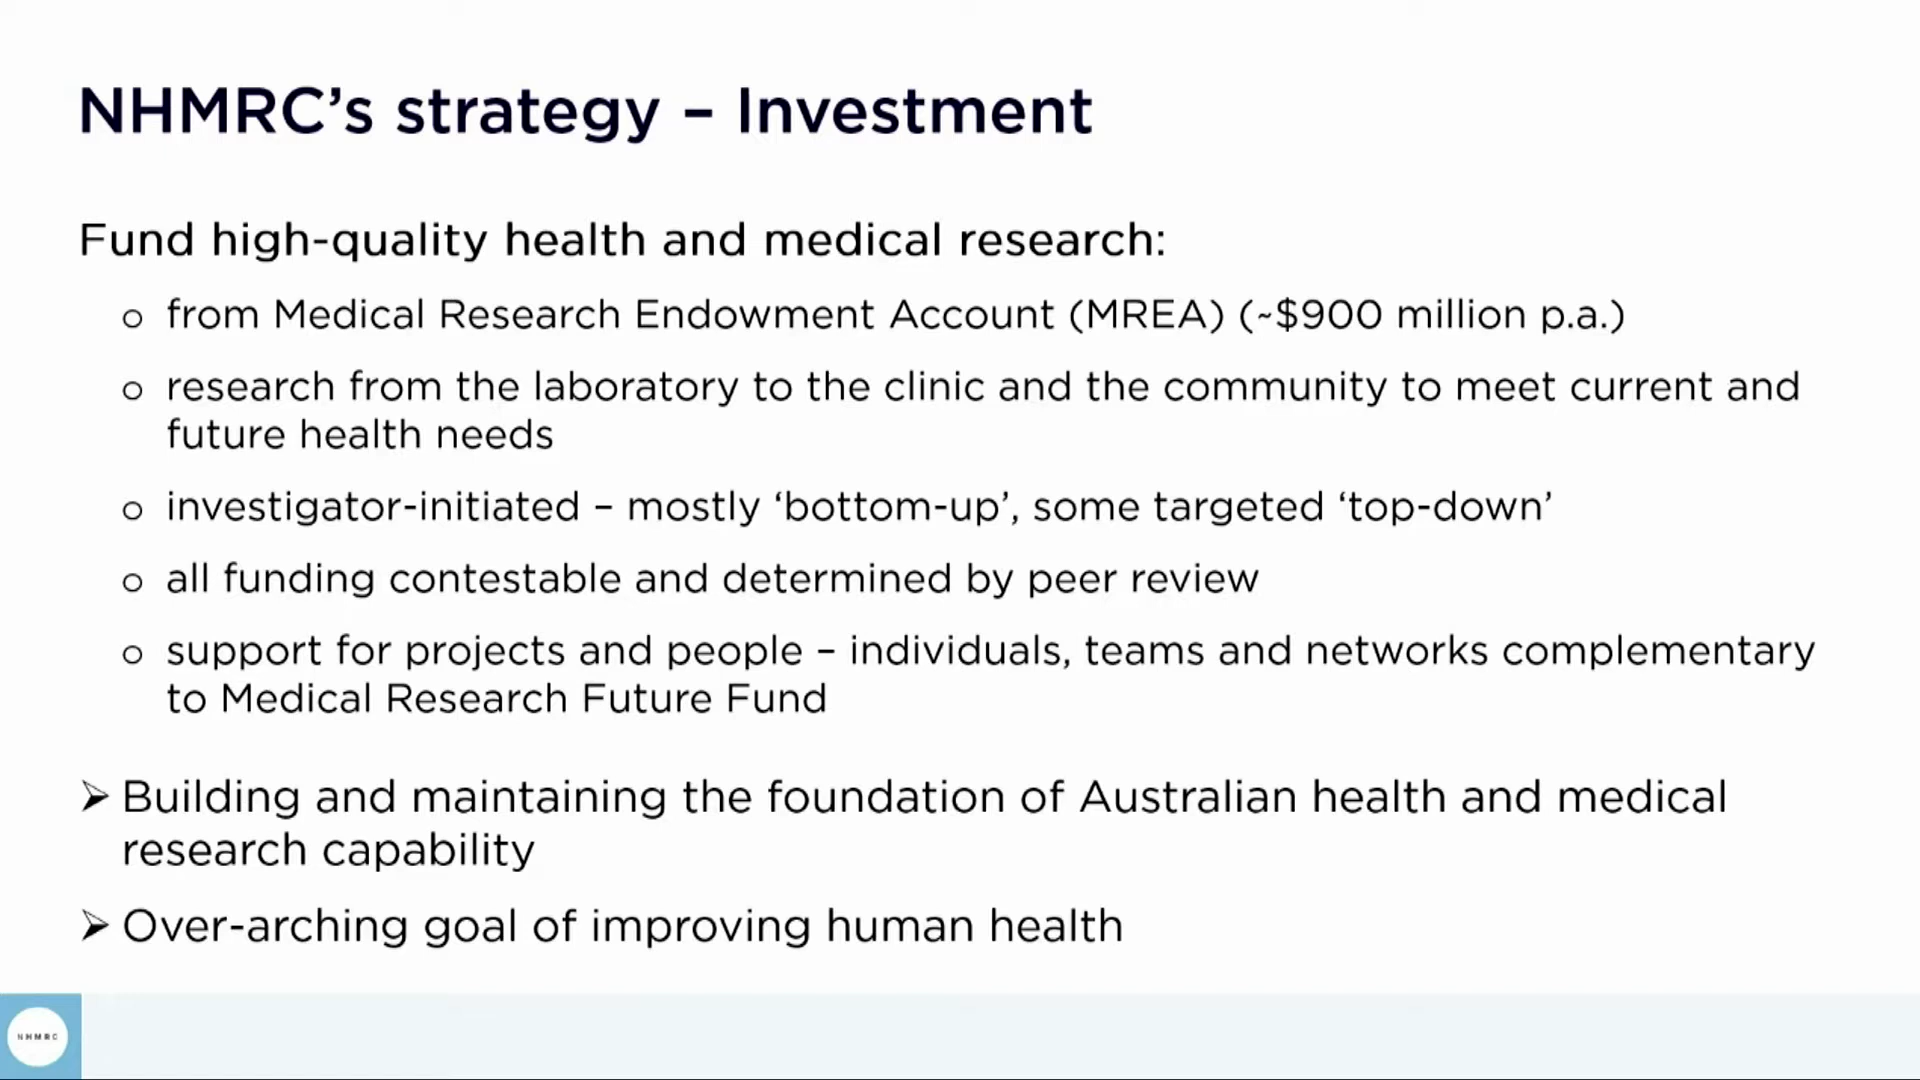 NHMRC’s strategy – Investment
Fund high-quality health and medical research:
o from Medical Research Endowment Account (MREA) (~$900 million p.a.)
o research from the laboratory to the clinic and the community to meet current and
future health needs
o investigator-initiated – mostly ‘bottom-up’, some targeted ‘top-down’
o all funding contestable and determined by peer review
o support for projects and people – individuals, teams and networks complementary
to Medical Research Future Fund
➢ Building and maintaining the foundation of Australian health and medical
research capability
➢ Over-arching goal of improving human health
NHMRC